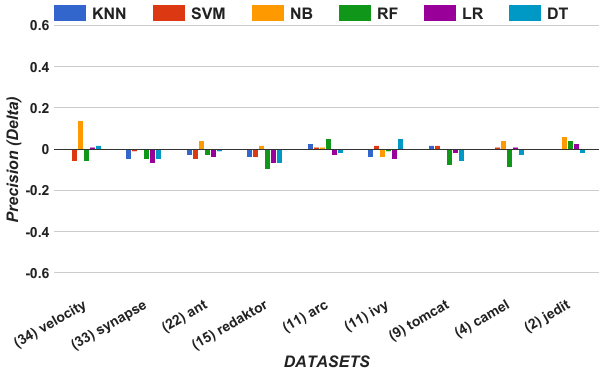 KNN SVM NB RF LR DT
0.6
0.4
0.2
0
-0.2
-0.4
-0.6
Precision (Delta)
(34) velocity
(33) synapse
(22) ant
(15) redaktor
(11) arc
(11) ivy
(9) tomcat
(4) camel
(2) jedit
DATASETS